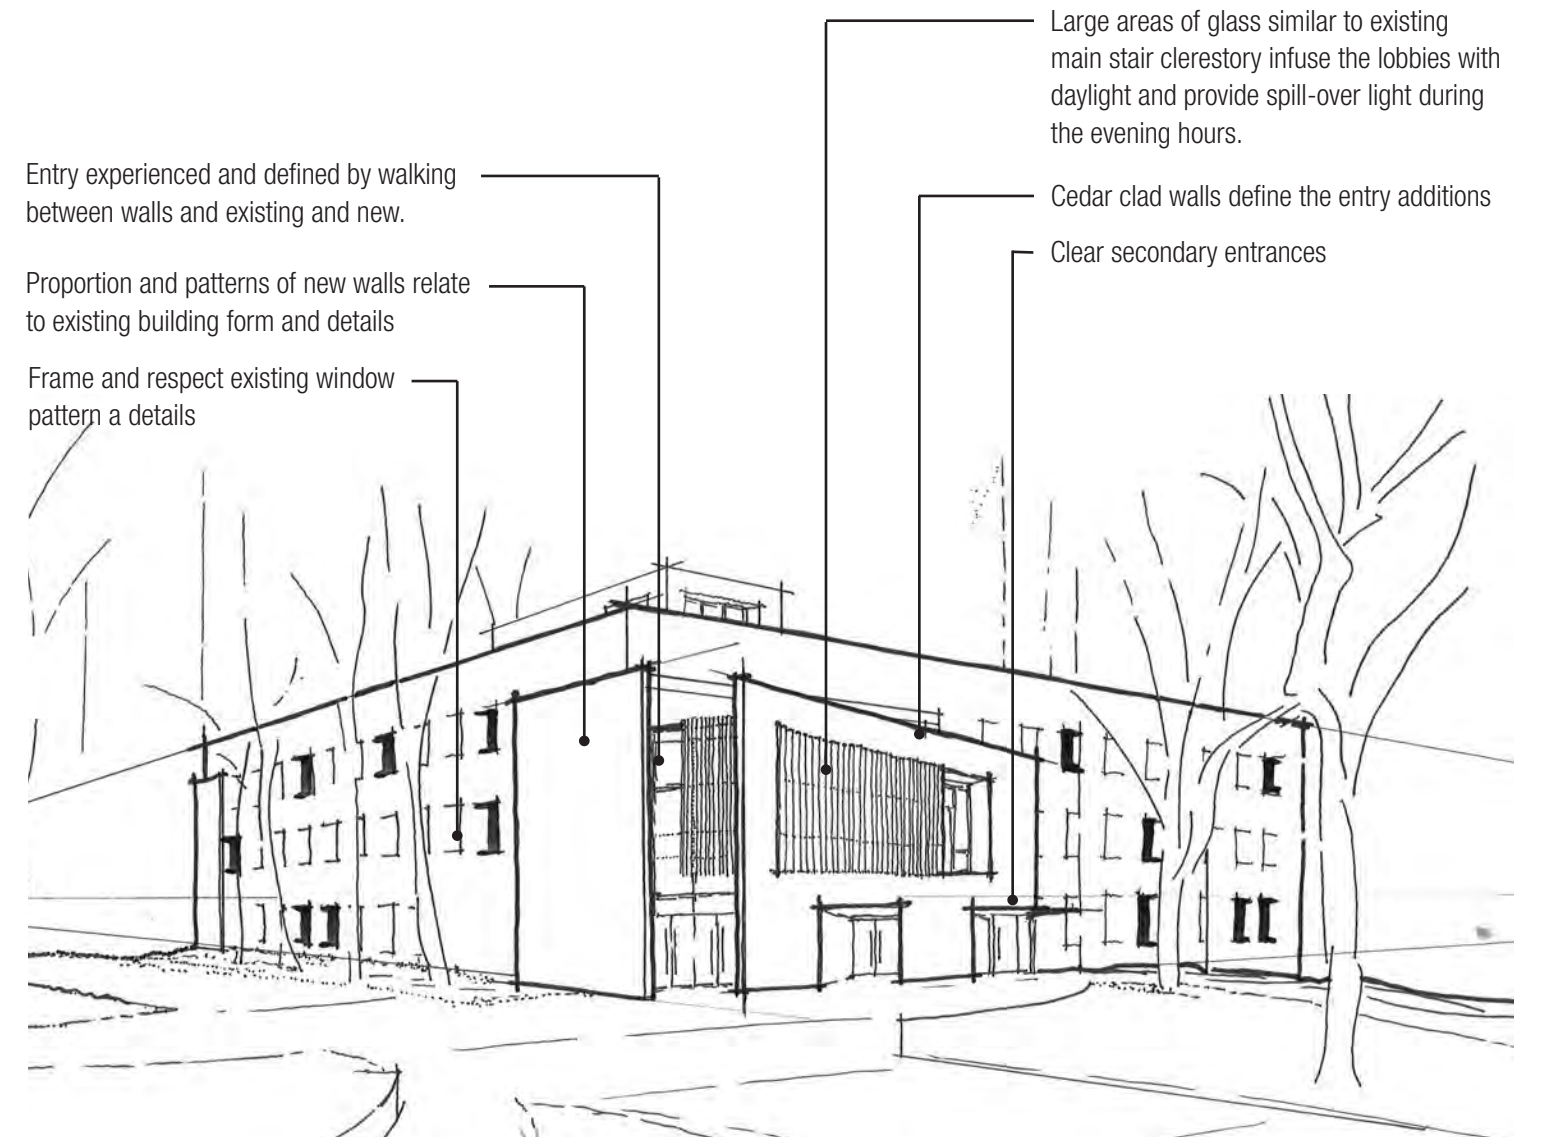 Large areas of glass similar to existing
main stair clerestory infuse the lobbies with
daylight and provide spill-over light during
the evening hours.
Entry experienced and defined by walking
between walls and existing and new.
Cedar clad walls define the entry additions
Clear secondary entrances
Proportion and patterns of new walls relate
to existing building form and details
Frame and respect existing window
pattern a details